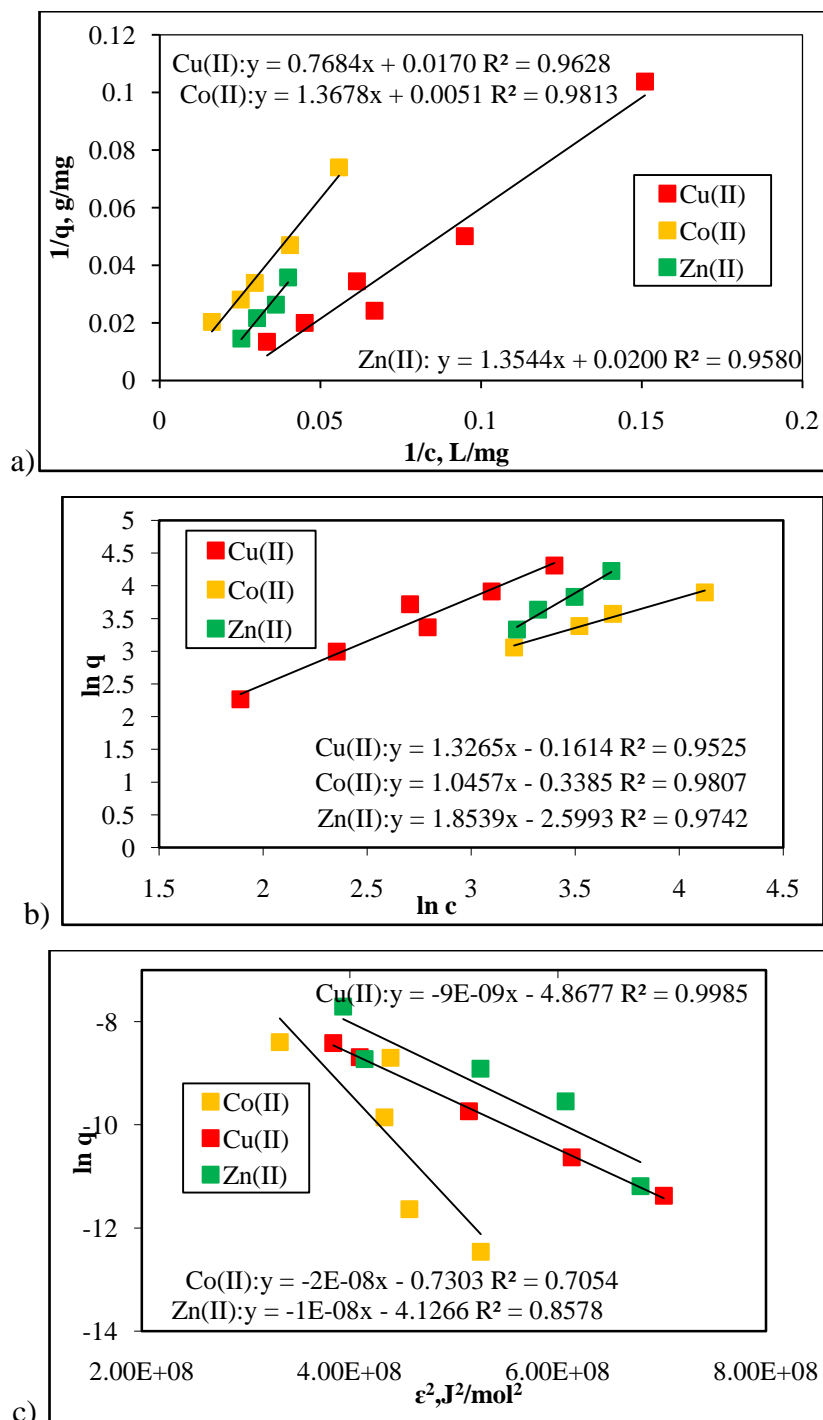 0.12
Cu(II):y = 0.7684x + 0.0170 R² = 0.9628
Co(II):y = 1.3678x + 0.0051 R² = 0.9813
0.1
0.08
0.06
0.04
0.02
0
1/q, g/mg
Cu(II)
Co(II)
Zn(II)
Zn(II): y = 1.3544x + 0.0200 R² = 0.9580
0 0.05 0.1 0.15 0.2
1/c, L/mg
a)
5
4.5
4
3.5
3
2.5
2
1.5
1
0.5
0
ln q
Cu(II)
Co(II)
Zn(II)
Cu(II):y = 1.3265x - 0.1614 R² = 0.9525
Co(II):y = 1.0457x - 0.3385 R² = 0.9807
Zn(II):y = 1.8539x - 2.5993 R² = 0.9742
1.5 2 2.5 3 3.5 4 4.5
ln c
b)
Cu(II):y = -9E-09x - 4.8677 R² = 0.9985
-8
-10
-12
-14
ln q
Co(II)
Cu(II)
Zn(II)
Co(II):y = -2E-08x - 0.7303 R² = 0.7054
Zn(II):y = -1E-08x - 4.1266 R² = 0.8578
2.00E+08 4.00E+08 6.00E+08 8.00E+08
ε²,J²/mol²
c)